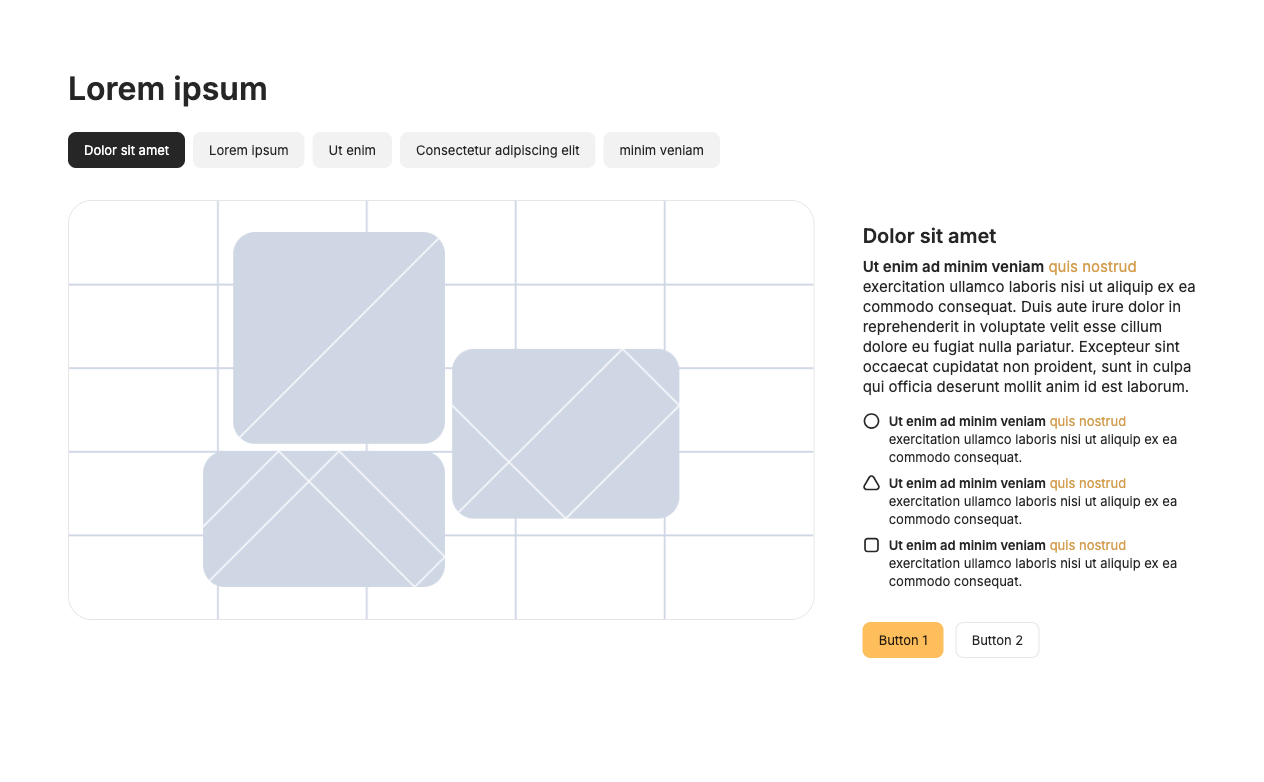 Lorem ipsum
Dolor sit amet
Lorem ipsum
Ut enim
Consectetur adipiscing elit
minim veniam
Dolor sit amet
Ut enim ad minim veniam quis nostrud
exercitation ullamco laboris nisi ut aliquip ex ea
commodo consequat. Duis aute irure dolor in
reprehenderit in voluptate velit esse cillum
dolore eu fugiat nulla pariatur. Excepteur sint
occaecat cupidatat non proident, sunt in culpa
qui officia deserunt mollit anim id est laborum.
Ut enim ad minim veniam quis nostrud
exercitation ullamco laboris nisi ut aliquip ex ea
commodo consequat.
Ut enim ad minim veniam quis nostrud
exercitation ullamco laboris nisi ut aliquip ex ea
commodo consequat.
Ut enim ad minim veniam quis nostrud
exercitation ullamco laboris nisi ut aliquip ex ea
commodo consequat.
Button 1
Button 2